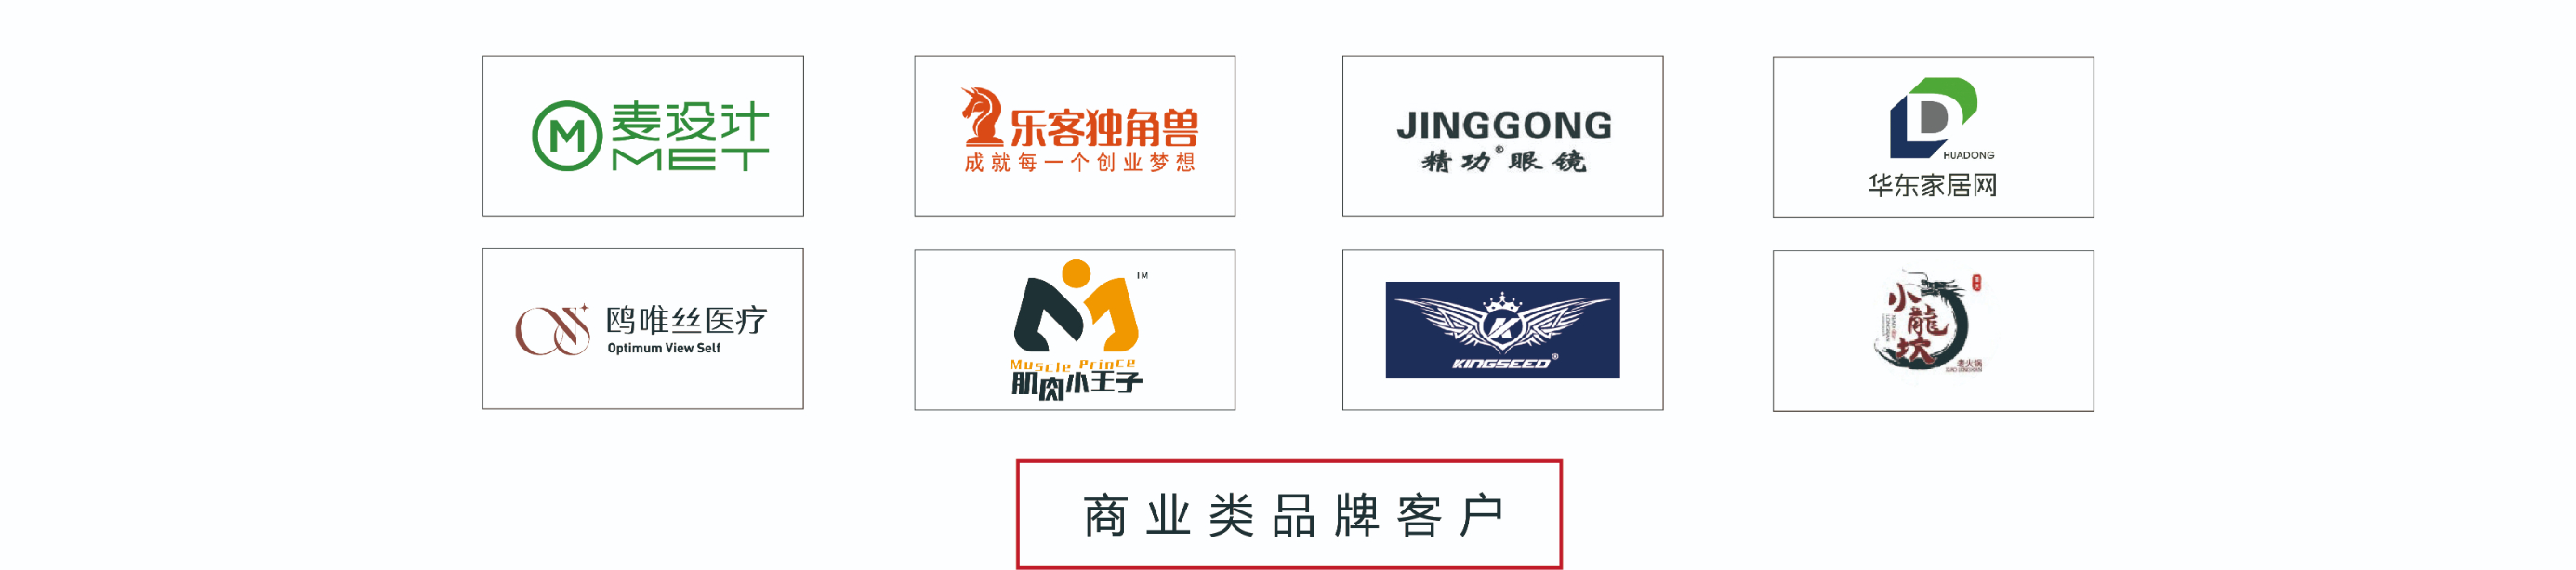 M
麦设计
MET
乐客独角兽
成就每一个创业梦想
JINGGONG
精功®眼镜
D
HUADONG
华东家居网
鸥唯丝医疗
Optimum View Self
TM
Muscle Prince
肌肉小王子
K
KINGSEED®
小龍坎
老火锅
商业类品牌客户